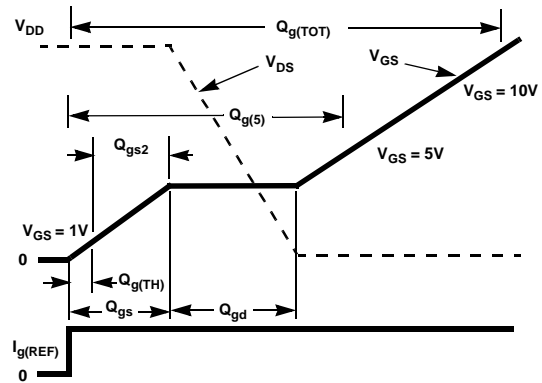 V_DD
Q_g(TOT)
V_DS
V_GS
V_GS = 10V
Q_g(5)
Q_gs2
V_GS = 5V
V_GS = 1V
0
Q_g(TH)
Q_gs
Q_gd
I_g(REF)
0